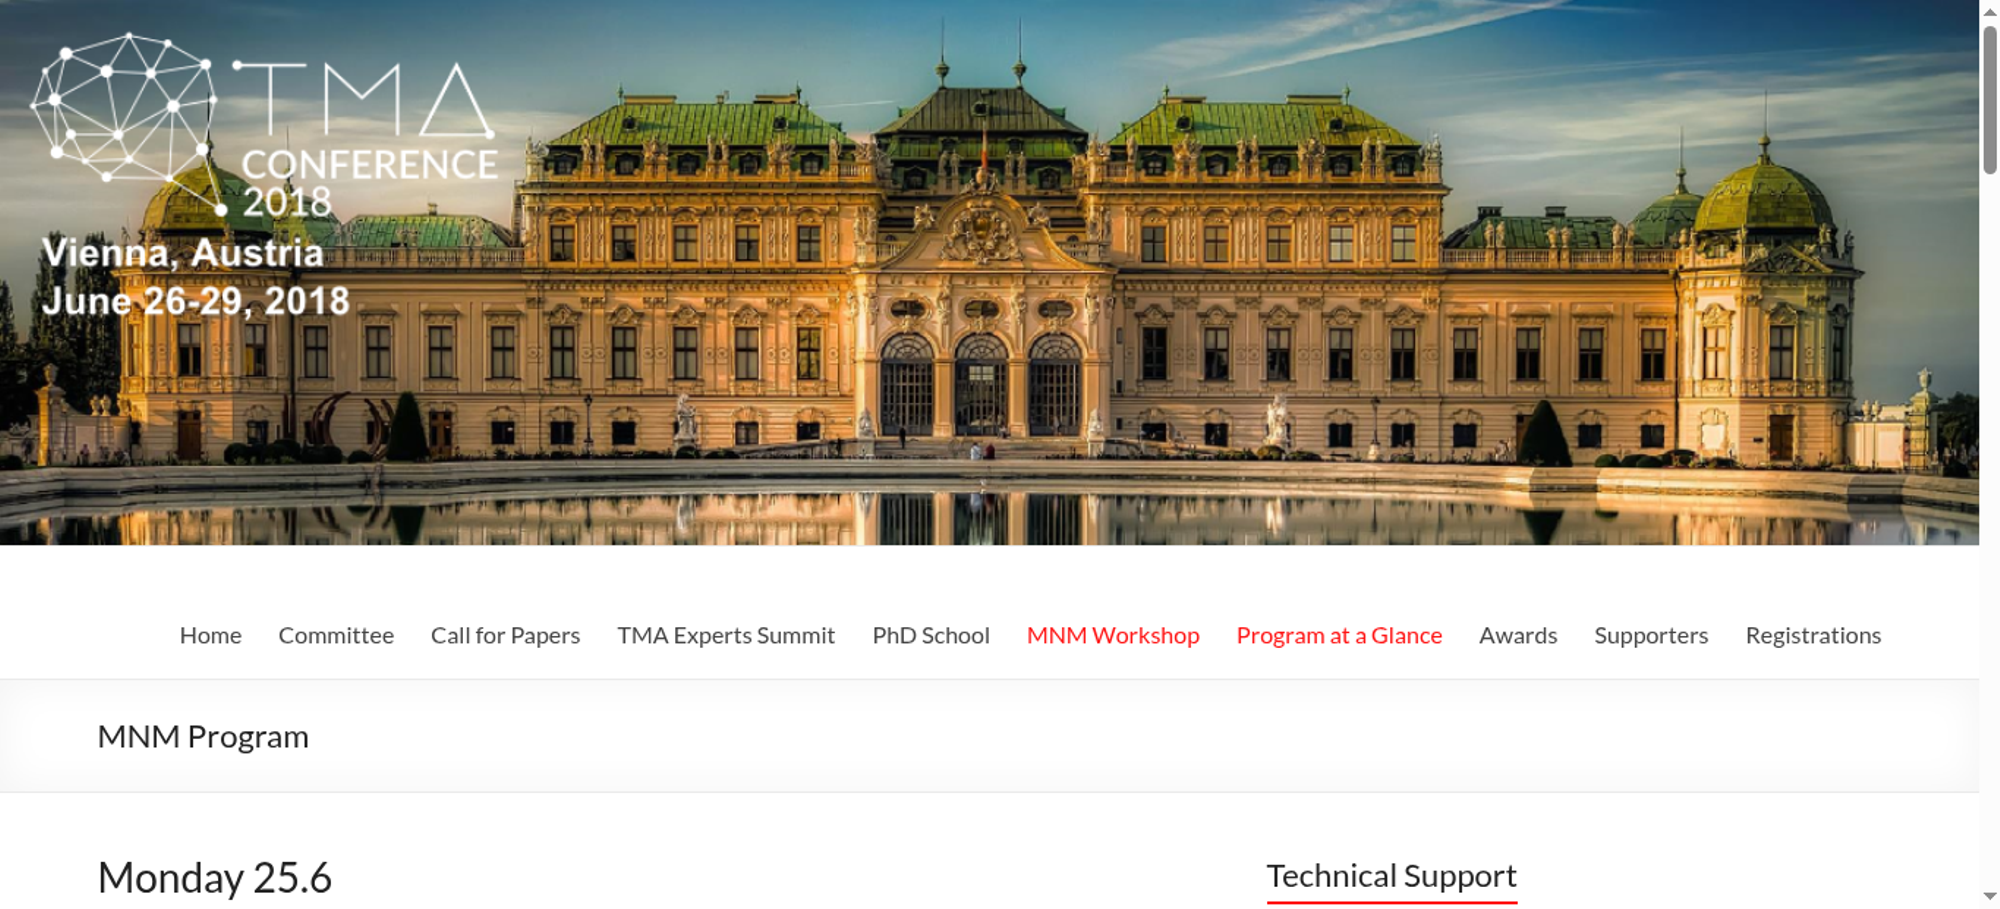 TMA
CONFERENCE
2018
Vienna, Austria
June 26-29, 2018
Home Committee Call for Papers TMA Experts Summit PhD School MNM Workshop Program at a Glance Awards Supporters Registrations
MNM Program
Monday 25.6
Technical Support